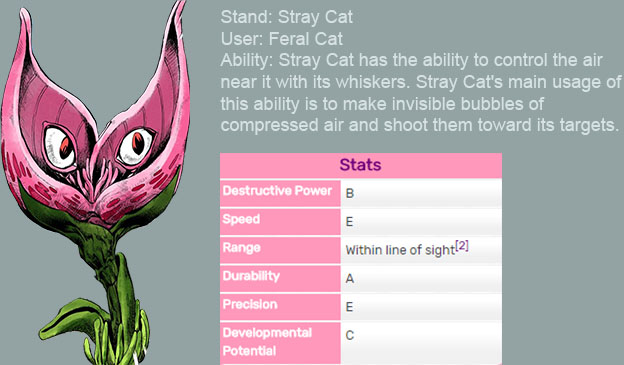 Stand: Stray Cat
User: Feral Cat
Ability: Stray Cat has the ability to control the air
near it with its whiskers. Stray Cat's main usage of
this ability is to make invisible bubbles of
compressed air and shoot them toward its targets.
Stats
Destructive Power B
Speed E
Range Within line of sight[2]
Durability A
Precision E
Developmental
Potential C